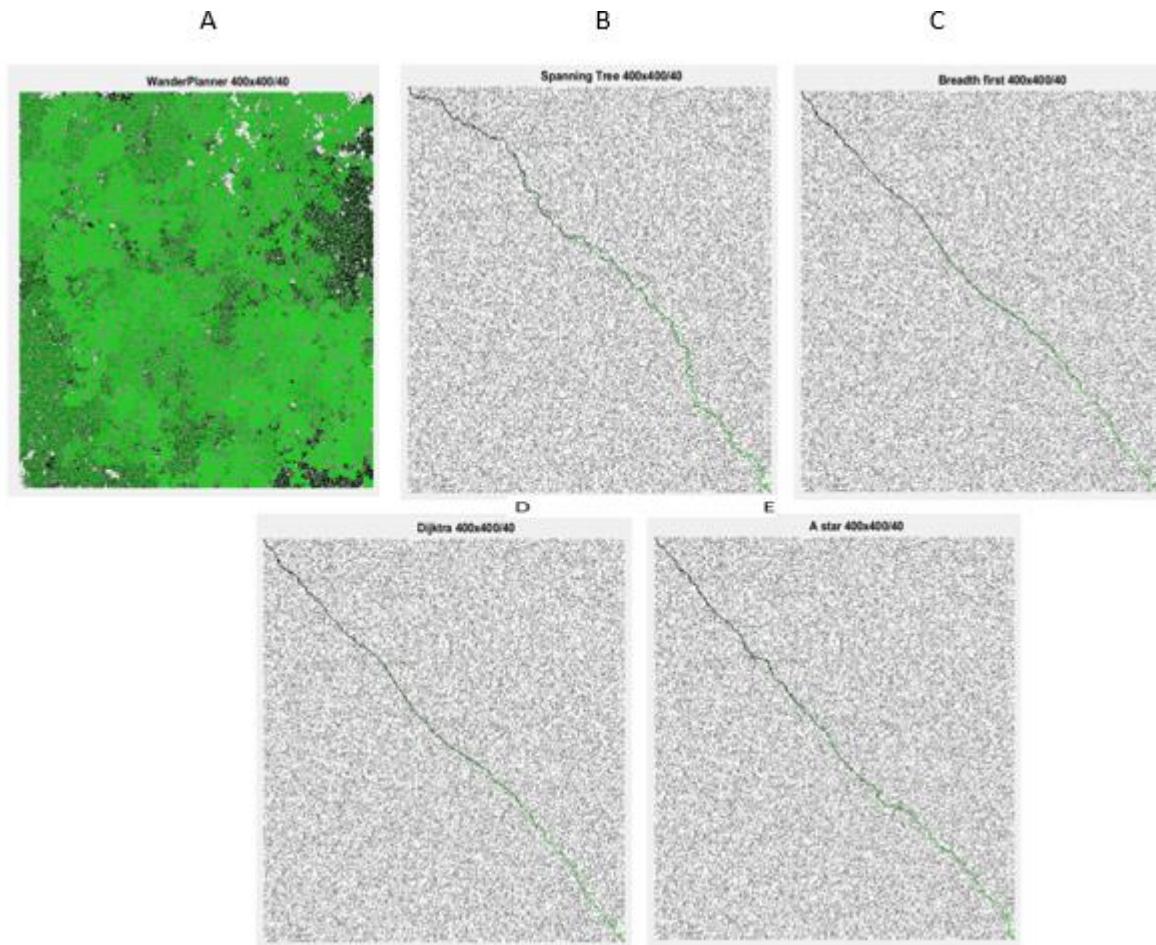 A
B
C
WanderPlanner 400x400/40
Spanning Tree 400x400/40
Breadth first 400x400/40
D
E
Dijktra 400x400/40
A star 400x400/40